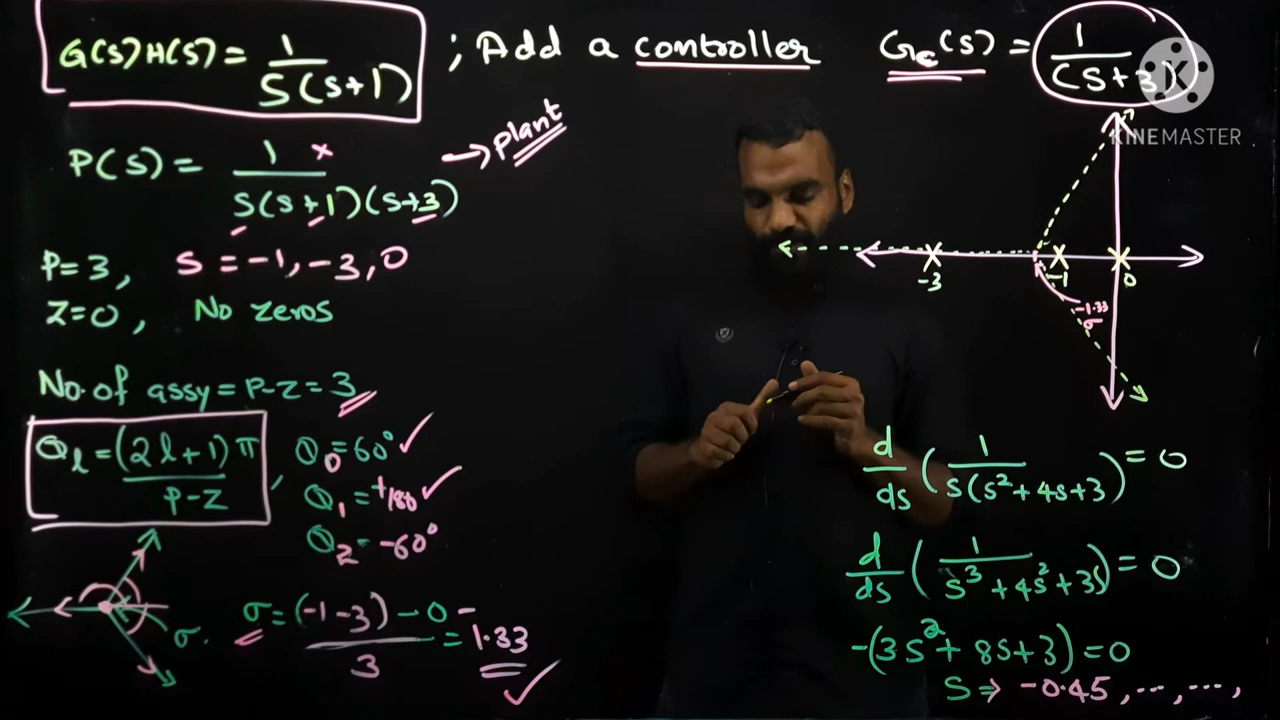 G(s)H(s) = 1/S(S+1) ; Add a controller Gc(s) = 1/(S+3)
KINEMASTER
P(s) = 1/S(S+1)(S+3) → Plant
P=3, S = -1, -3, 0
Z=0, No zeros
-3 -1 0
-1.33
σ
No. of assy = P-Z = 3
θl = (2l+1)π/P-Z, θ0 = 60° ✓
θ1 = +180 ✓
θ2 = -60°
σ.
σ = (-1-3)-0/3 = -1.33 ✓
d/ds (1/S(S²+4S+3)) = 0
d/ds (1/S³+4S²+3S) = 0
-(3S²+8S+3) = 0
S ⇒ -0.45, ..., ...,